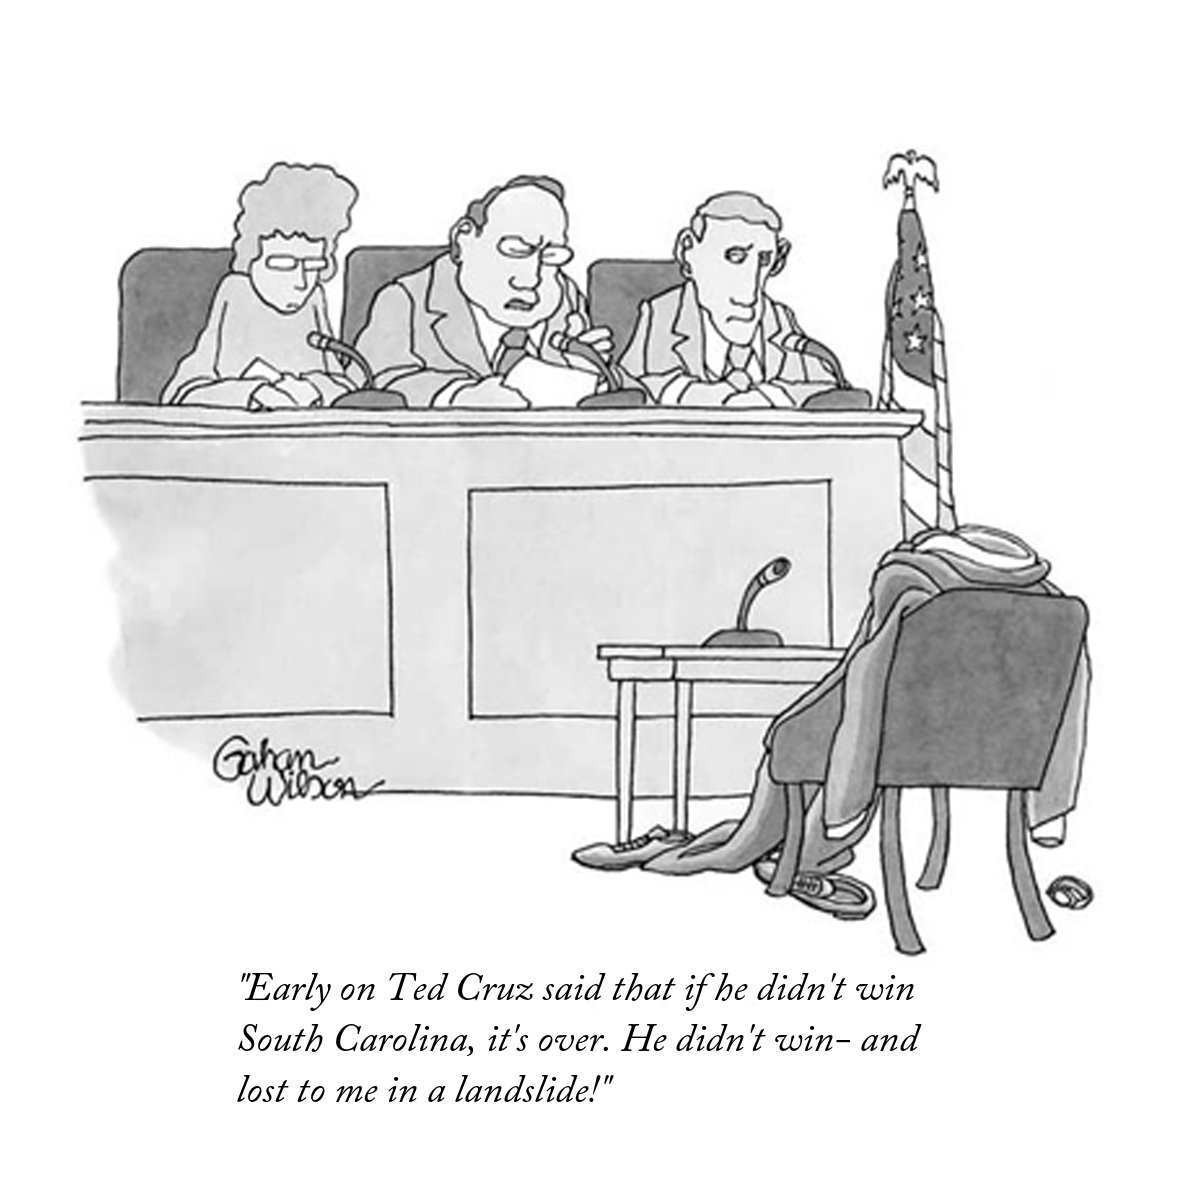 Gahan
Wilson
"Early on Ted Cruz said that if he didn't win
South Carolina, it's over. He didn't win- and
lost to me in a landslide!"